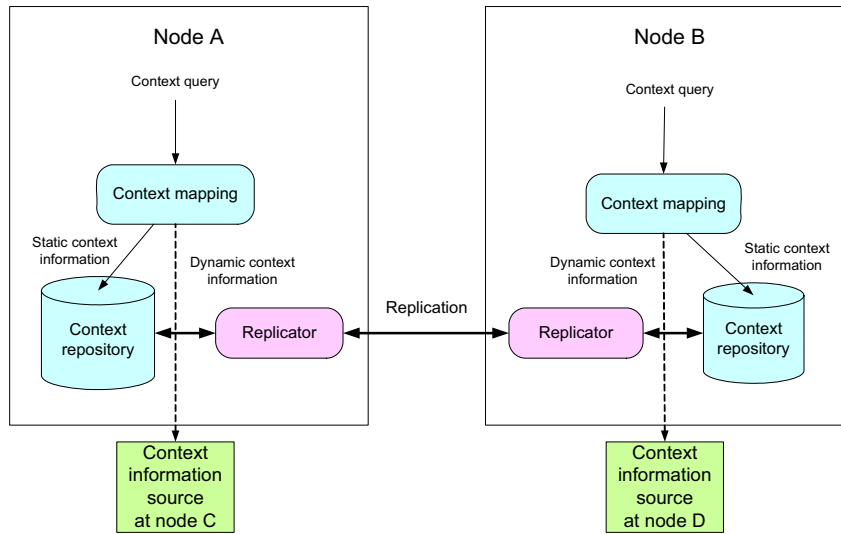 Node A
Context query
Context mapping
Static context
information
Dynamic context
information
Context
repository
Replicator
Replication
Context
information
source
at node C
Node B
Context query
Context mapping
Dynamic context
information
Static context
information
Replicator
Context
repository
Context
information
source
at node D